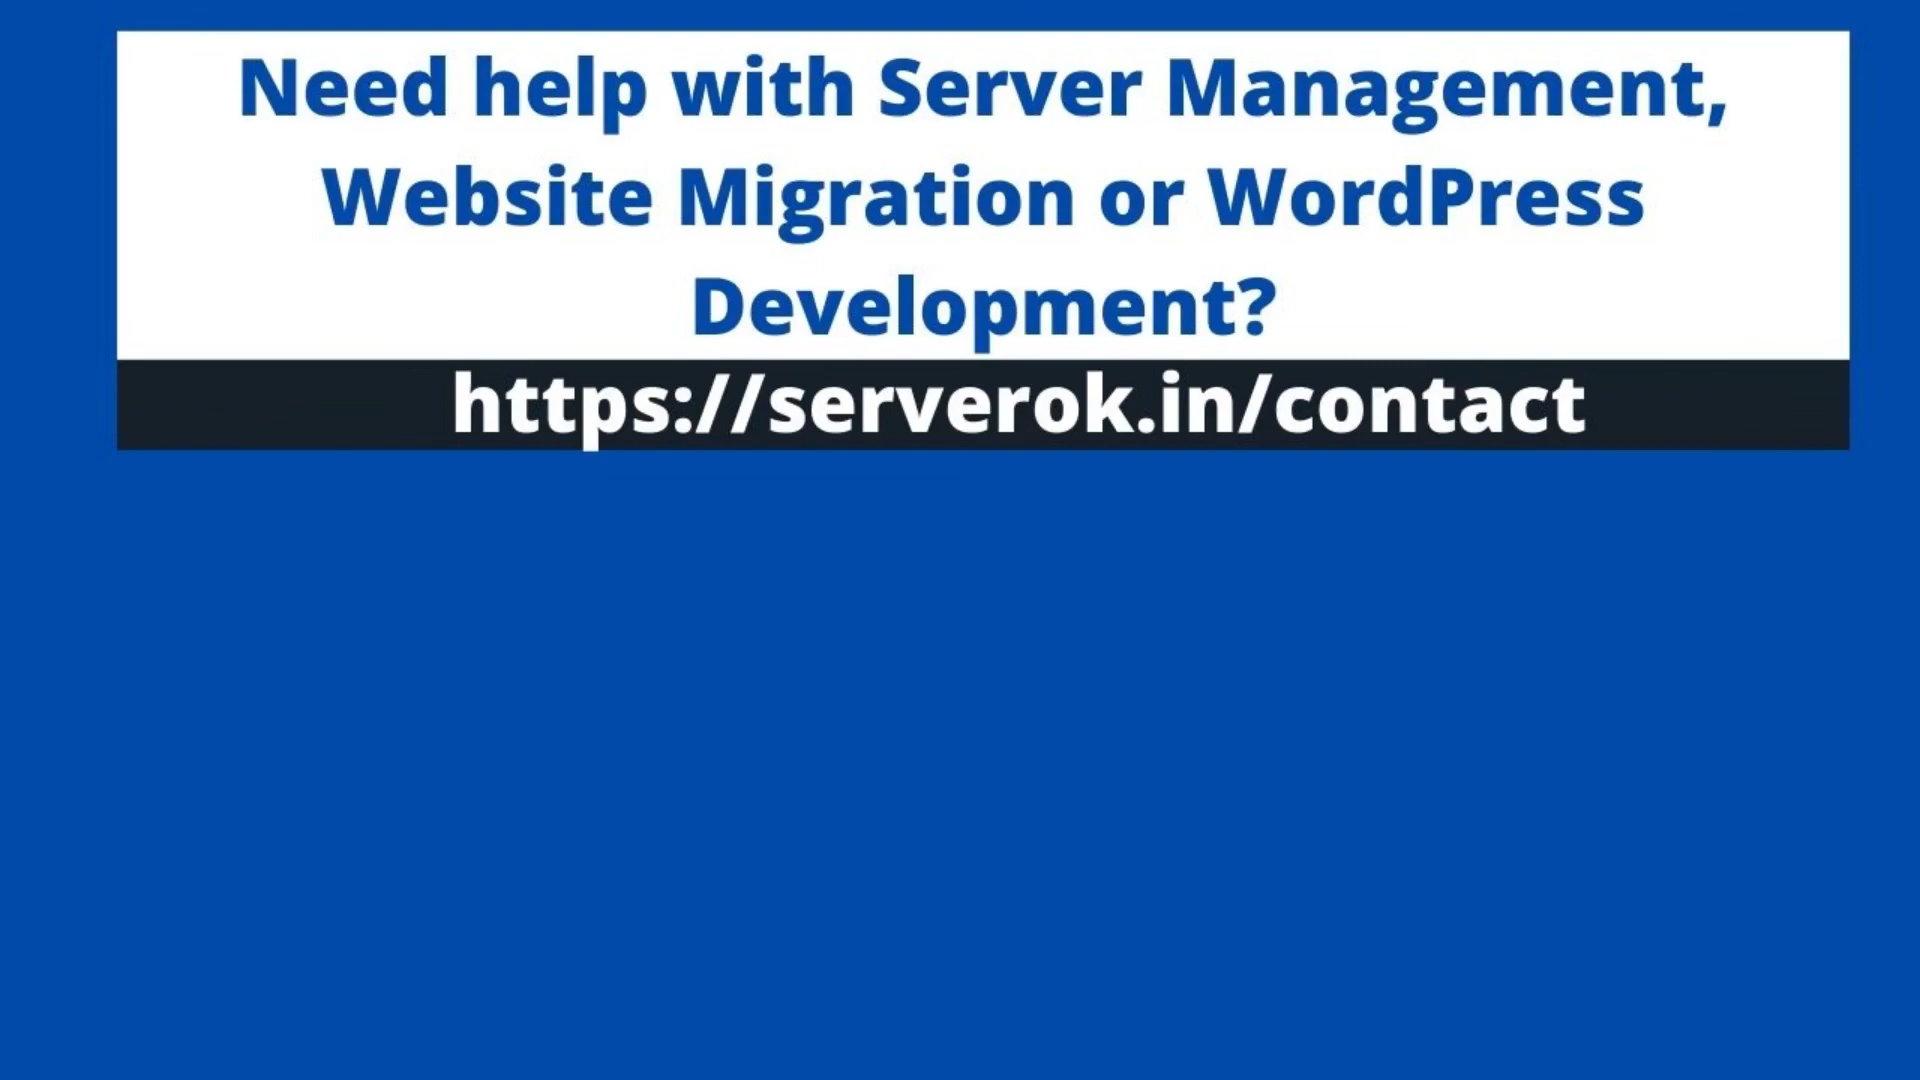 Need help with Server Management,
Website Migration or WordPress
Development?
https://serverok.in/contact